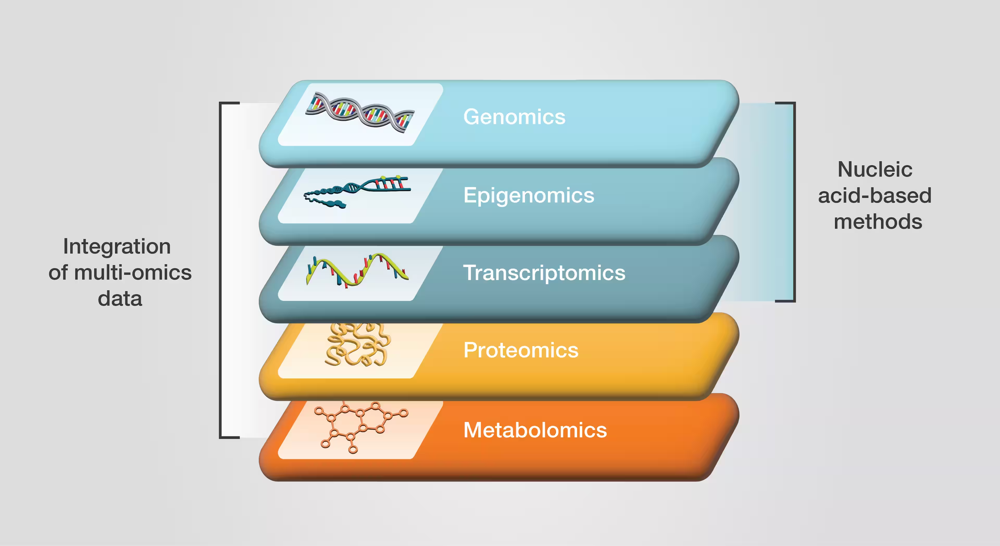 Genomics
Epigenomics
Transcriptomics
Proteomics
Metabolomics
Integration
of multi-omics
data
Nucleic
acid-based
methods